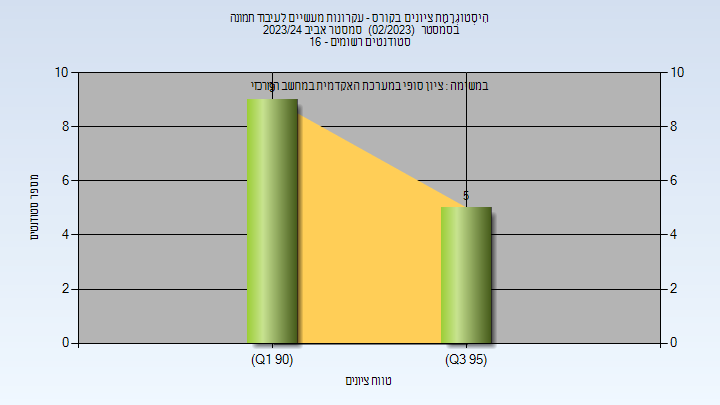 היסטוגרמת ציונים בקורס - עקרונות מעשיים לעיבוד תמונה
בסמסטר (02/2023) סמסטר אביב 2023/24
סטודנטים רשומים - 16
במשימה : ציון סופי במערכת האקדמית במחשב המרכזי
10
8
6
4
2
0
10
8
6
4
2
0
מספר סטודנטים
9
5
(Q1 90)
(Q3 95)
טווח ציונים